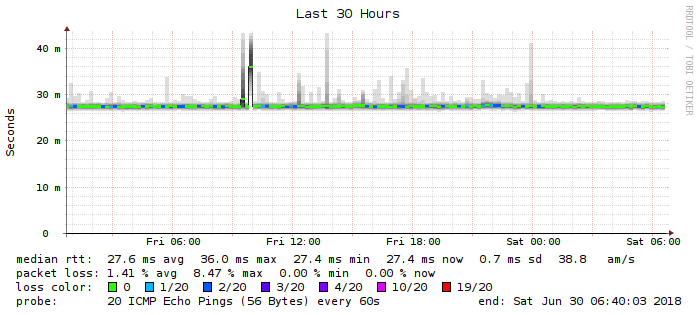 Last 30 Hours
RRDTOOL / TOBI OETIKER
Seconds
40 m
30 m
20 m
10 m
0
Fri 06:00 Fri 12:00 Fri 18:00 Sat 00:00 Sat 06:00
median rtt: 27.6 ms avg 36.0 ms max 27.4 ms min 27.4 ms now 0.7 ms sd 38.8 am/s
packet loss: 1.41 % avg 8.47 % max 0.00 % min 0.00 % now
loss color: 0 1/20 2/20 3/20 4/20 10/20 19/20
probe: 20 ICMP Echo Pings (56 Bytes) every 60s end: Sat Jun 30 06:40:03 2018